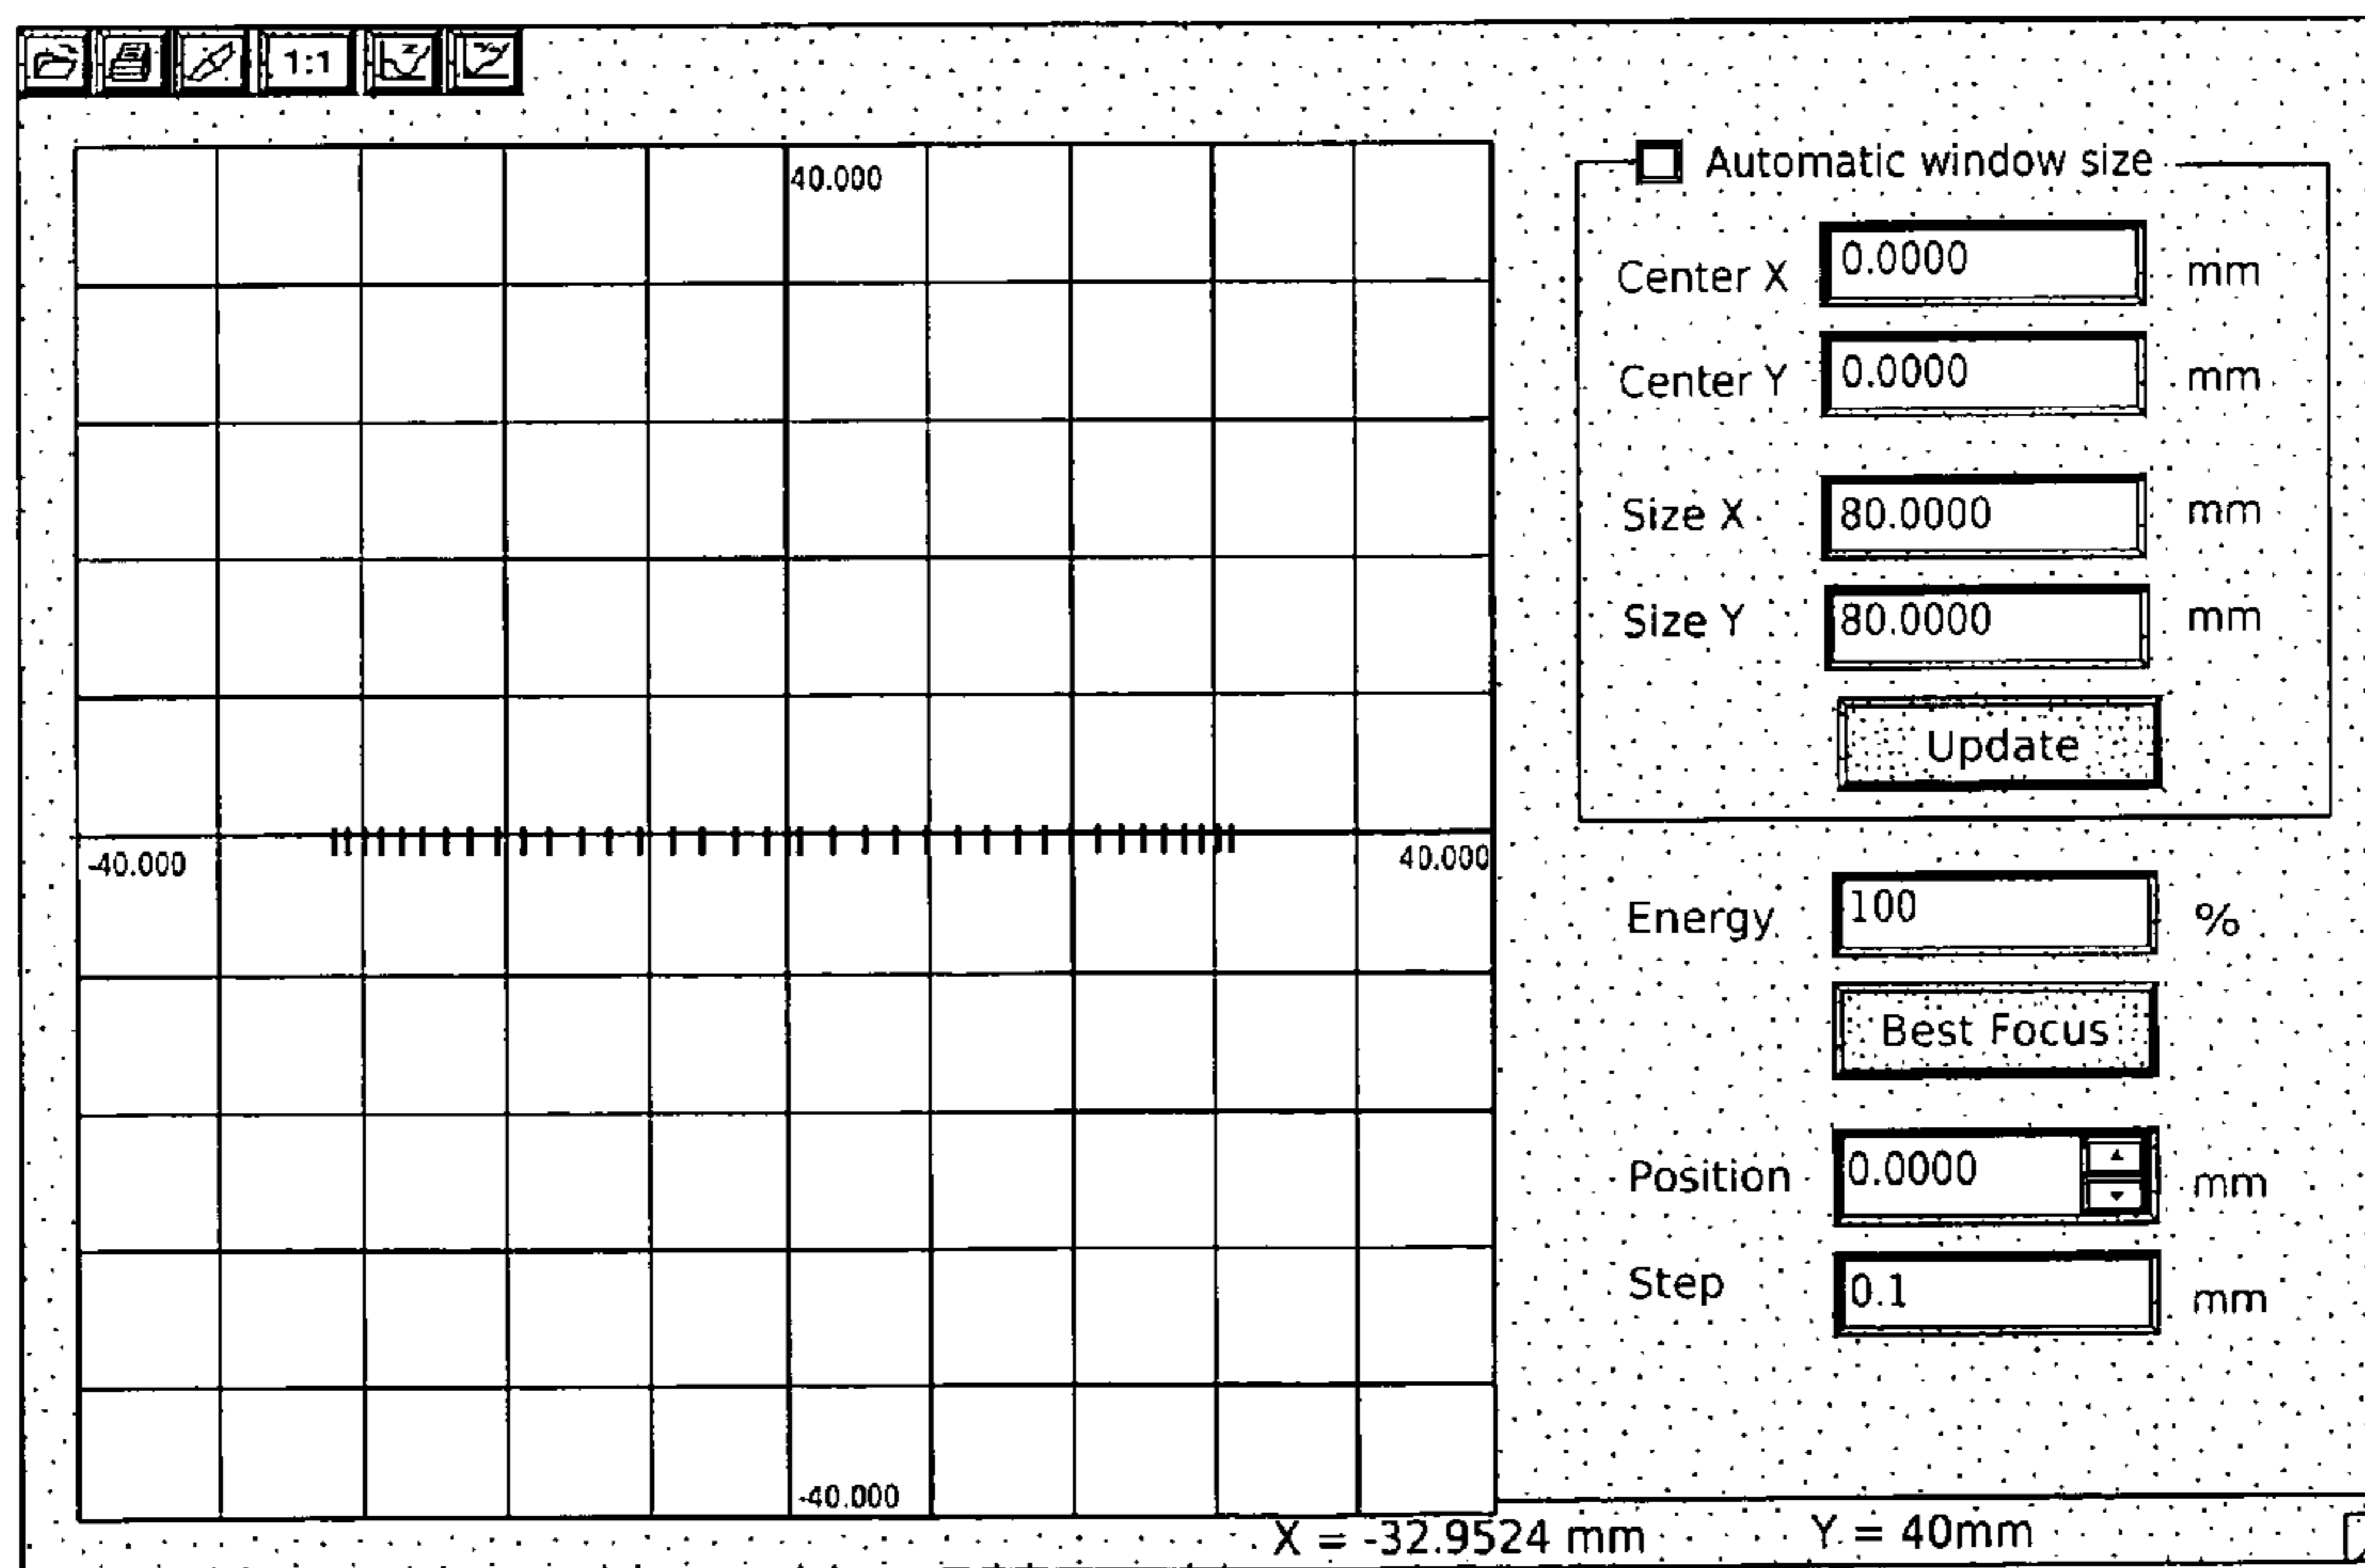 1:1
40.000
-40.000
40.000
-40.000
Automatic window size
Center X 0.0000 mm
Center Y 0.0000 mm
Size X 80.0000 mm
Size Y 80.0000 mm
Update
Energy 100 %
Best Focus
Position 0.0000 mm
Step 0.1 mm
X = -32.9524 mm Y = 40mm